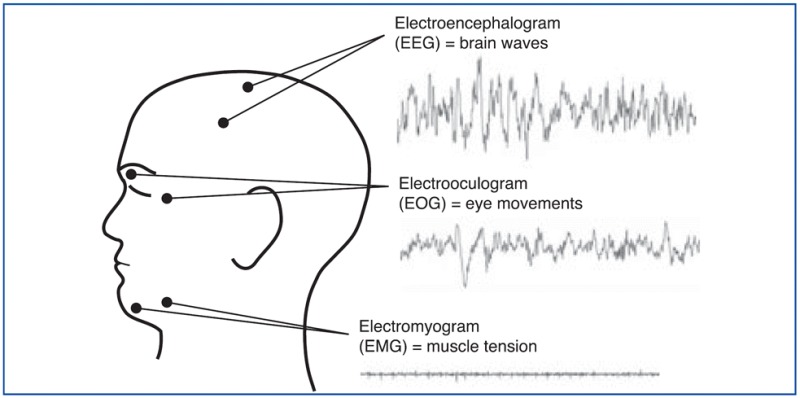 Electroencephalogram
(EEG) = brain waves
Electrooculogram
(EOG) = eye movements
Electromyogram
(EMG) = muscle tension